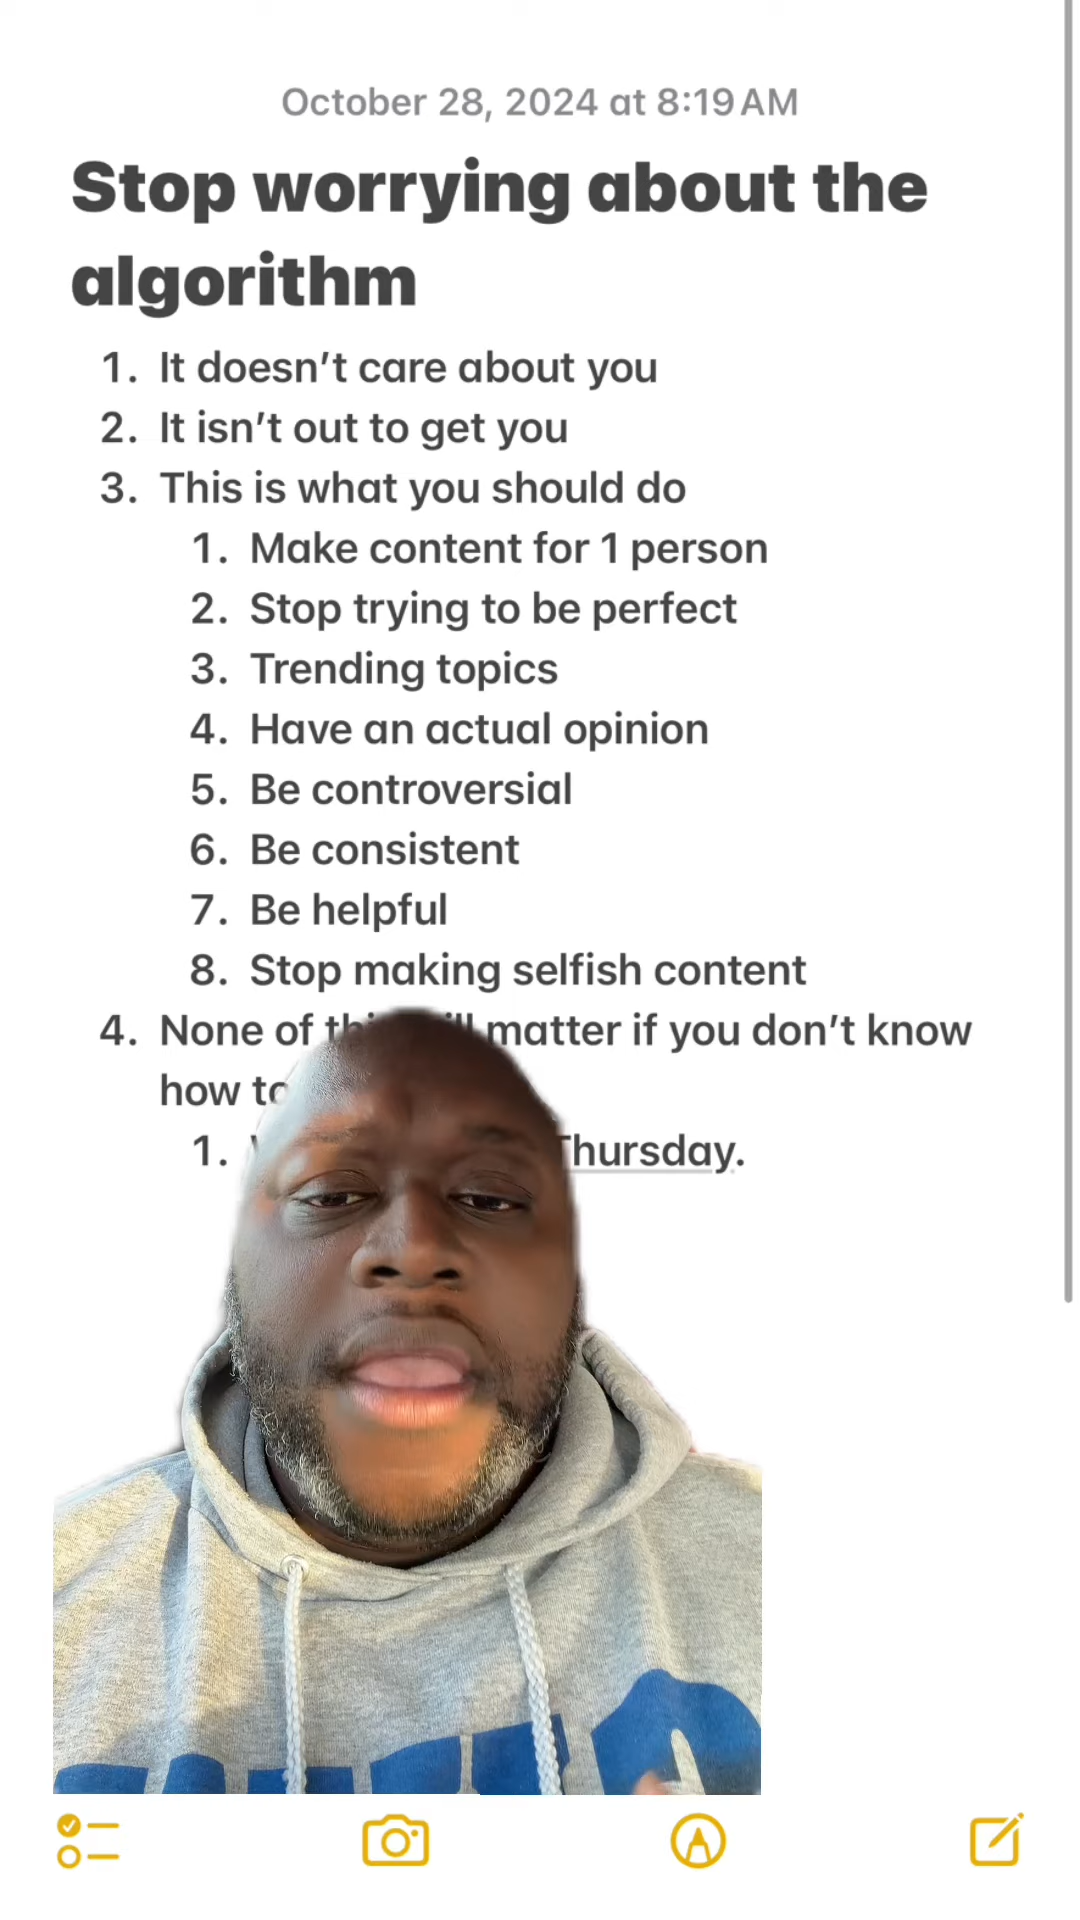 October 28, 2024 at 8:19 AM
Stop worrying about the
algorithm
1. It doesn’t care about you
2. It isn’t out to get you
3. This is what you should do
1. Make content for 1 person
2. Stop trying to be perfect
3. Trending topics
4. Have an actual opinion
5. Be controversial
6. Be consistent
7. Be helpful
8. Stop making selfish content
4. None of matter if you don’t know
how
1. Thursday.